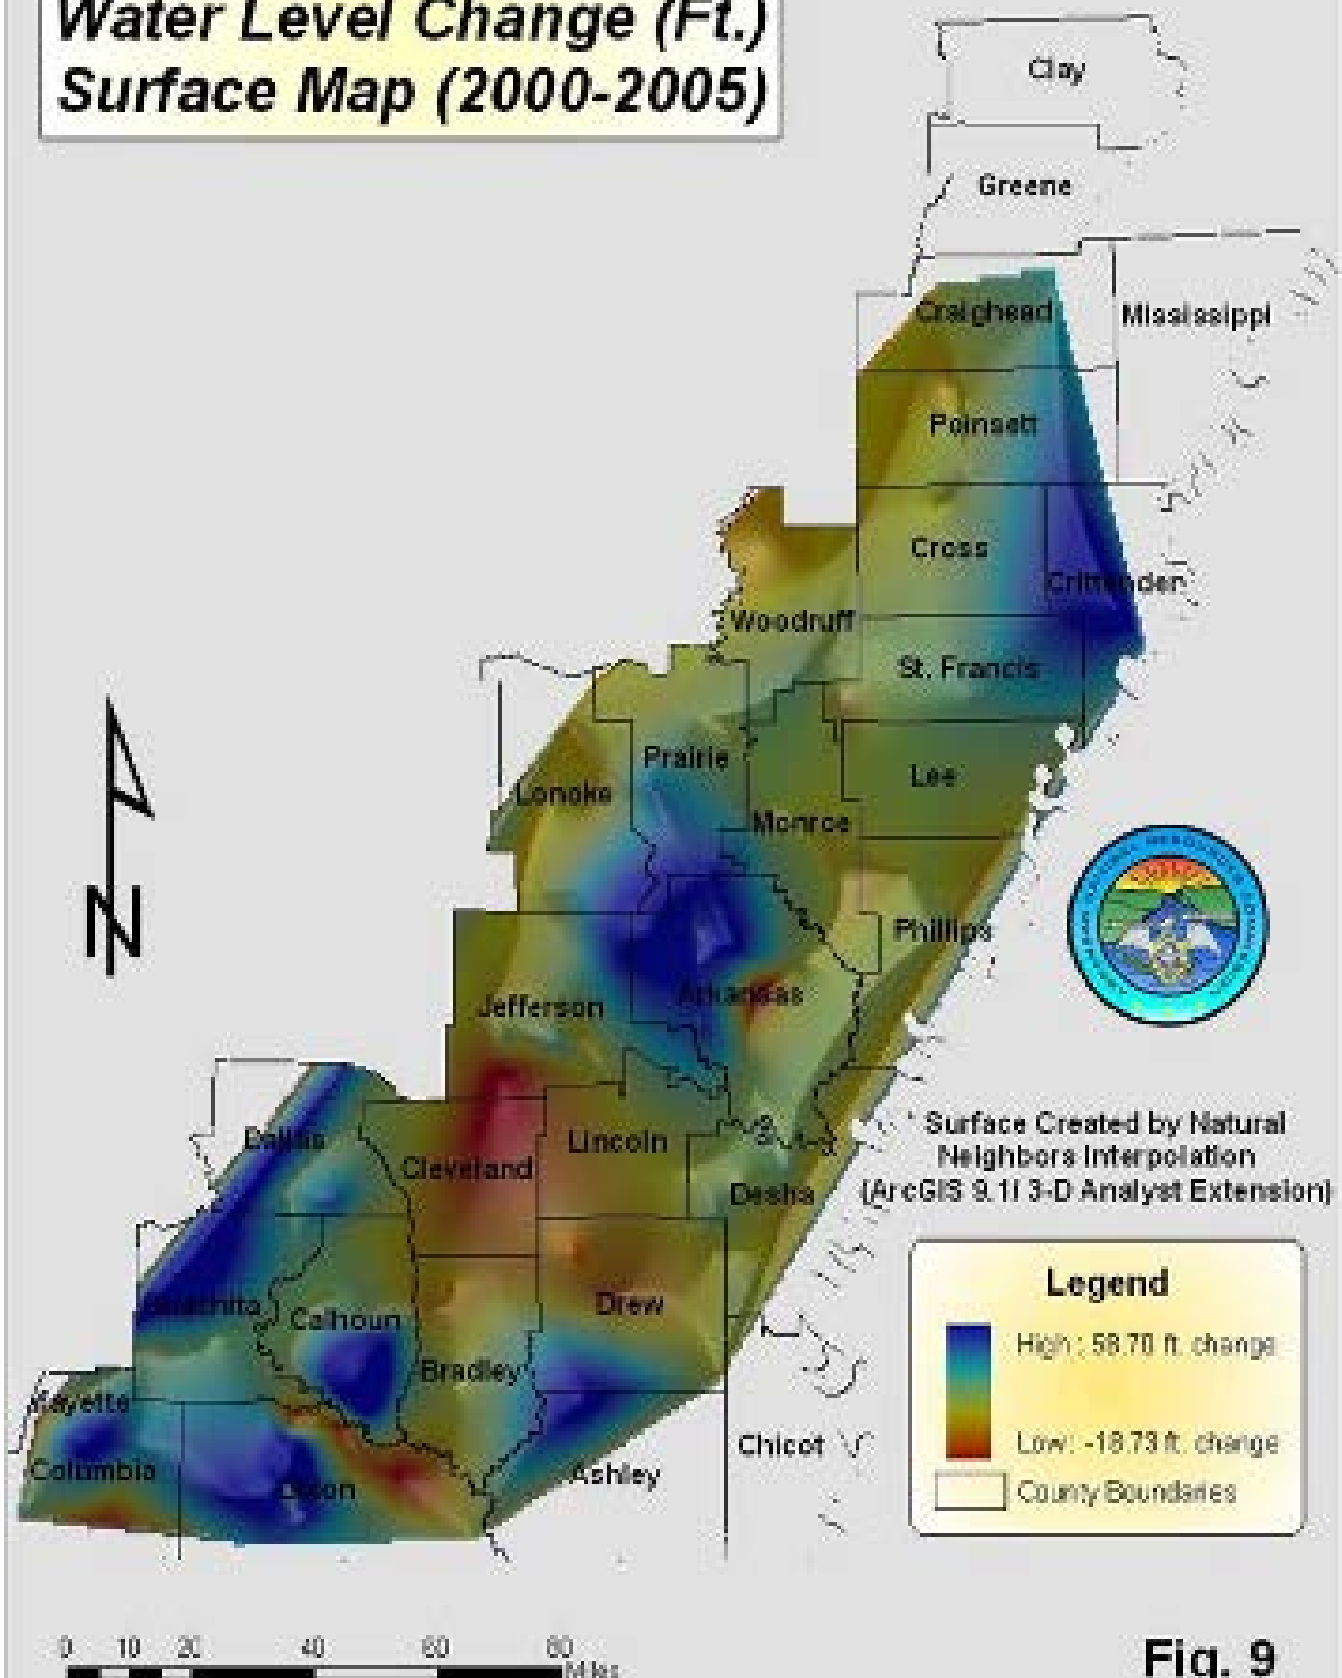 Water Level Change (Ft.)
Surface Map (2000-2005)
Clay
Greene
Craighead
Mississippi
Poinsett
Cross
Crittenden
Woodruff
St. Francis
Prairie
Lee
Lonoke
Monroe
Phillips
Arkansas
Jefferson
N
* Surface Created by Natural
Neighbors Interpolation
(ArcGIS 9.1/ 3-D Analyst Extension)
Dallas
Lincoln
Cleveland
Desha
Ouachita
Calhoun
Drew
Bradley
Fayette
Columbia
Union
Ashley
Chicot
Legend
High : 58.70 ft. change
Low: -18.73 ft. change
County Boundaries
0 10 20 40 60 80
Miles
Fig. 9